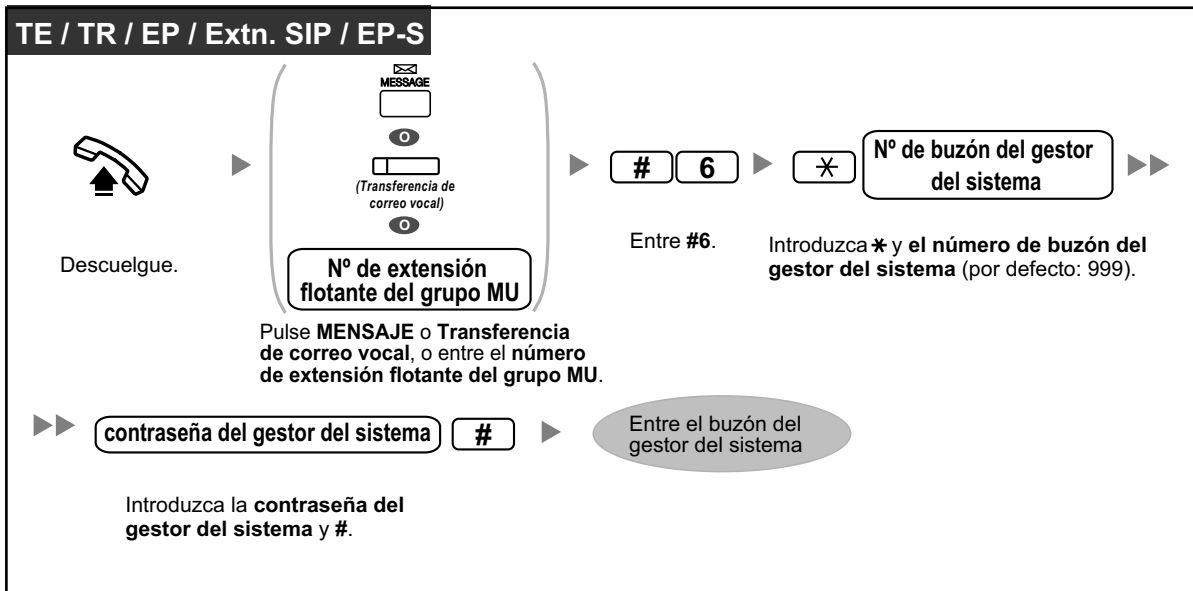 TE / TR / EP / Extn. SIP / EP-S
MESSAGE
O
(Transferencia de
correo vocal)
O
Nº de extensión
flotante del grupo MU
# 6
* Nº de buzón del gestor
del sistema
Descuelgue.
Pulse MENSAJE o Transferencia
de correo vocal, o entre el número
de extensión flotante del grupo MU.
Entre #6.
Introduzca * y el número de buzón del
gestor del sistema (por defecto: 999).
contraseña del gestor del sistema #
Entre el buzón del
gestor del sistema
Introduzca la contraseña del
gestor del sistema y #.